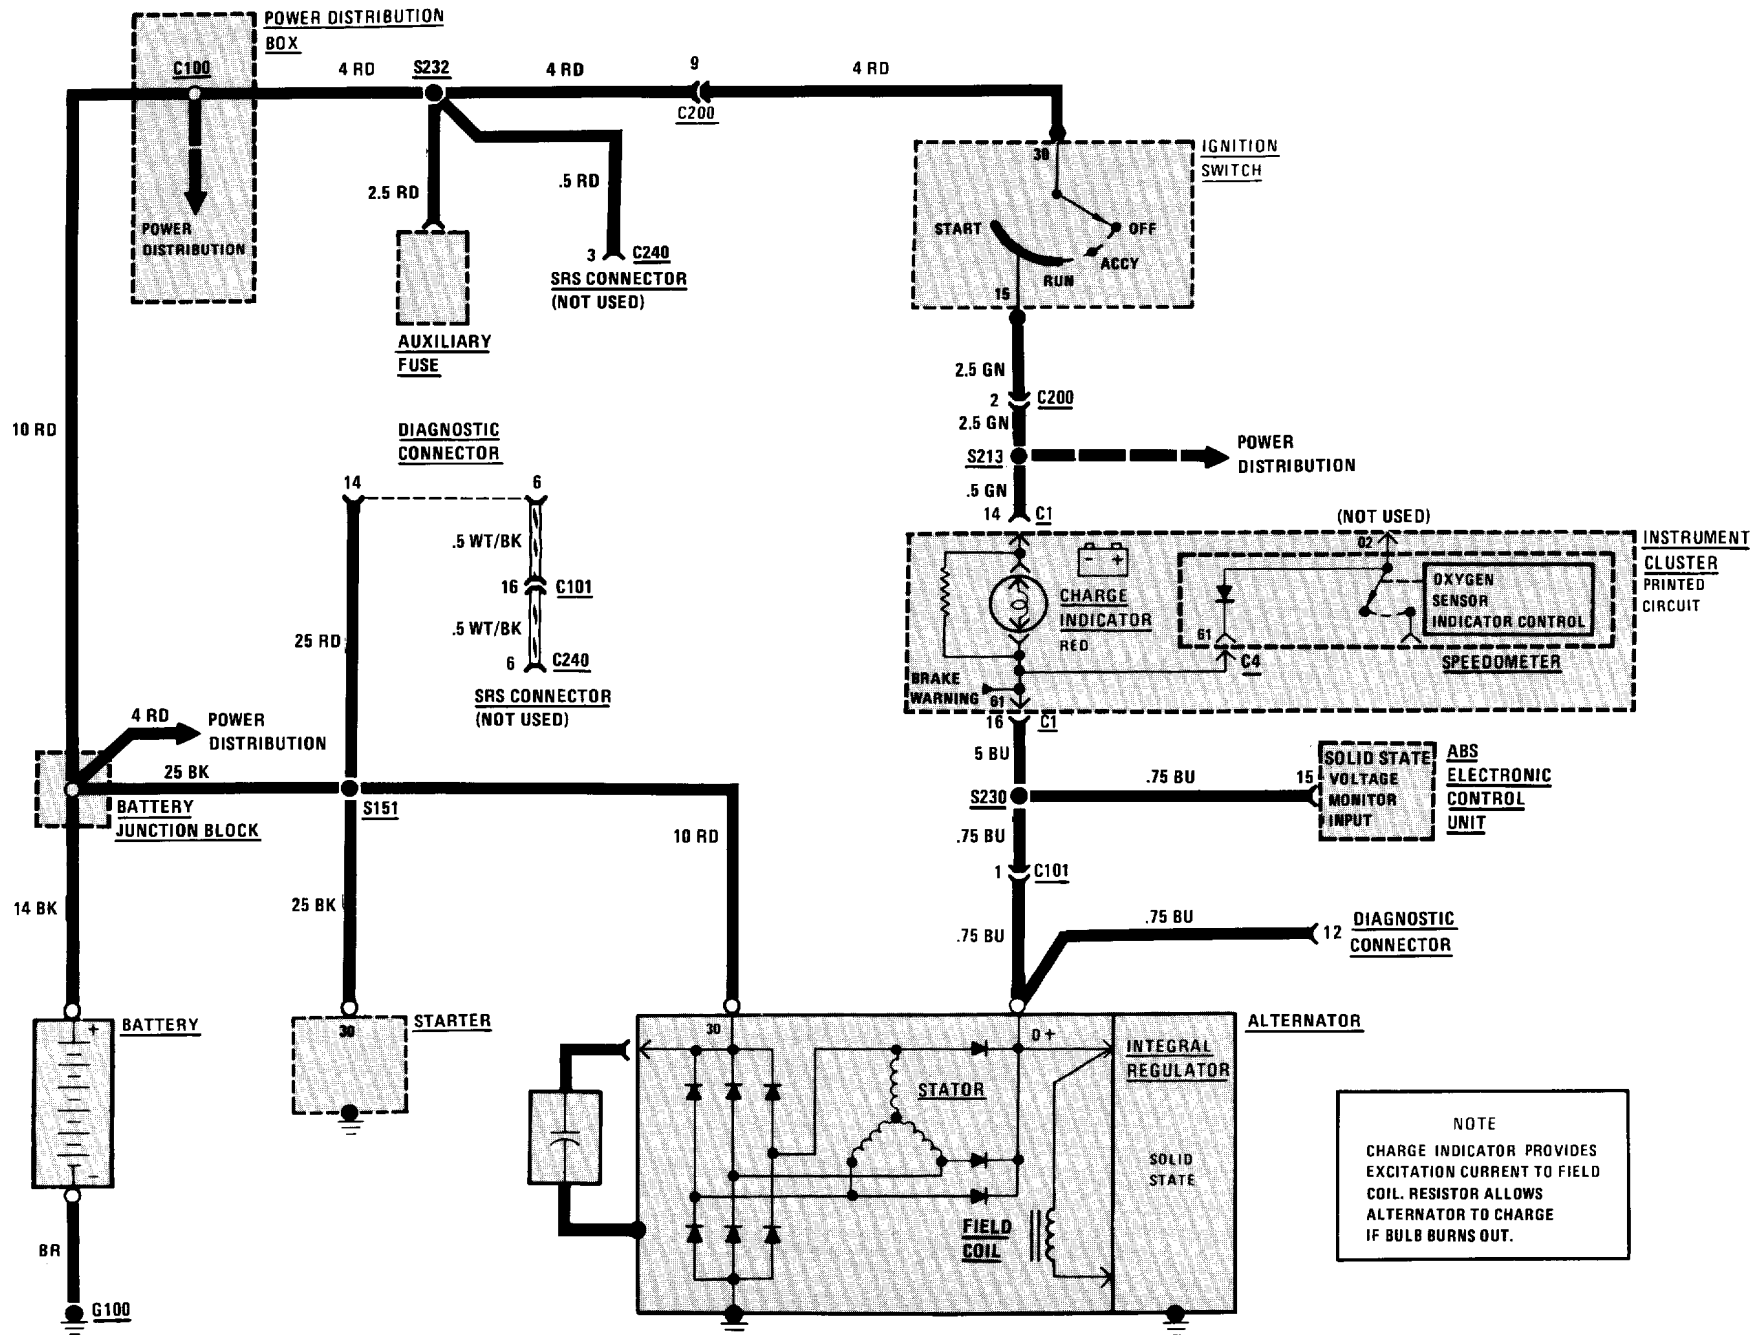 POWER DISTRIBUTION
BOX
C100
4 RD
S232
4 RD
9
C200
4 RD
POWER
DISTRIBUTION
2.5 RD
.5 RD
3
C240
SRS CONNECTOR
(NOT USED)
AUXILIARY
FUSE
IGNITION
SWITCH
30
START
OFF
ACCY
RUN
15
2.5 GN
2
C200
2.5 GN
S213
POWER
DISTRIBUTION
.5 GN
14
C1
10 RD
DIAGNOSTIC
CONNECTOR
14
6
.5 WT/BK
16
C101
.5 WT/BK
6
C240
SRS CONNECTOR
(NOT USED)
25 RD
(NOT USED)
62
INSTRUMENT
CLUSTER
PRINTED
CIRCUIT
- +
CHARGE
INDICATOR
RED
OXYGEN
SENSOR
INDICATOR CONTROL
61
C4
SPEEDOMETER
BRAKE
WARNING
61
16
C1
4 RD
POWER
DISTRIBUTION
25 BK
BATTERY
JUNCTION BLOCK
S151
10 RD
5 BU
S230
.75 BU
15
SOLID STATE
VOLTAGE
MONITOR
INPUT
ABS
ELECTRONIC
CONTROL
UNIT
.75 BU
1
C101
.75 BU
.75 BU
12
DIAGNOSTIC
CONNECTOR
14 BK
25 BK
BATTERY
+
-
30
STARTER
BR
G100
30
D +
ALTERNATOR
INTEGRAL
REGULATOR
STATOR
SOLID
STATE
FIELD
COIL
NOTE
CHARGE INDICATOR PROVIDES
EXCITATION CURRENT TO FIELD
COIL. RESISTOR ALLOWS
ALTERNATOR TO CHARGE
IF BULB BURNS OUT.